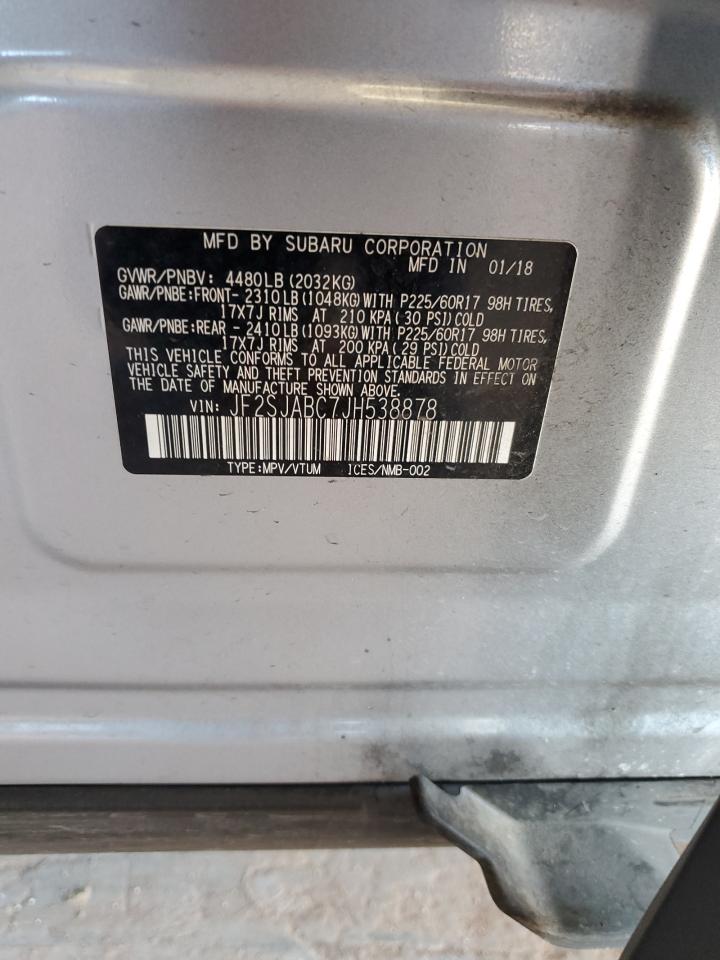 MFD BY SUBARU CORPORATION
MFD IN 01/18
GVWR/PNBV: 4480LB (2032KG)
GAWR/PNBE:FRONT- 2310LB (1048KG) WITH P225/60R17 98H TIRES,
17X7J RIMS AT 210 KPA (30 PSI) COLD
GAWR/PNBE:REAR - 2410LB (1093KG) WITH P225/60R17 98H TIRES,
17X7J RIMS AT 200 KPA (29 PSI) COLD
THIS VEHICLE CONFORMS TO ALL APPLICABLE FEDERAL MOTOR
VEHICLE SAFETY AND THEFT PREVENTION STANDARDS IN EFFECT ON
THE DATE OF MANUFACTURE SHOWN ABOVE.
VIN: JF2SJABC7JH538878
TYPE:MPV/VTUM ICES/NMB-002